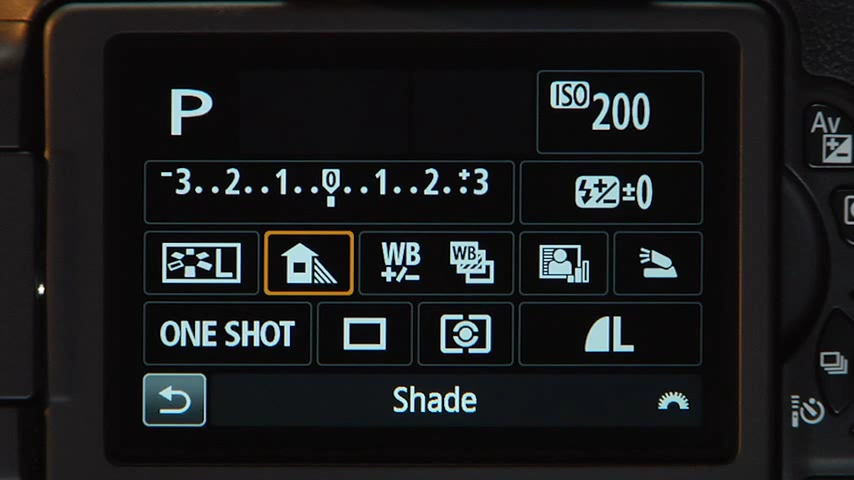 P
ISO 200
-3..2..1..0..1..2.:+3
±0
L
WB
+/-
WB
ONE SHOT
L
Shade
Av